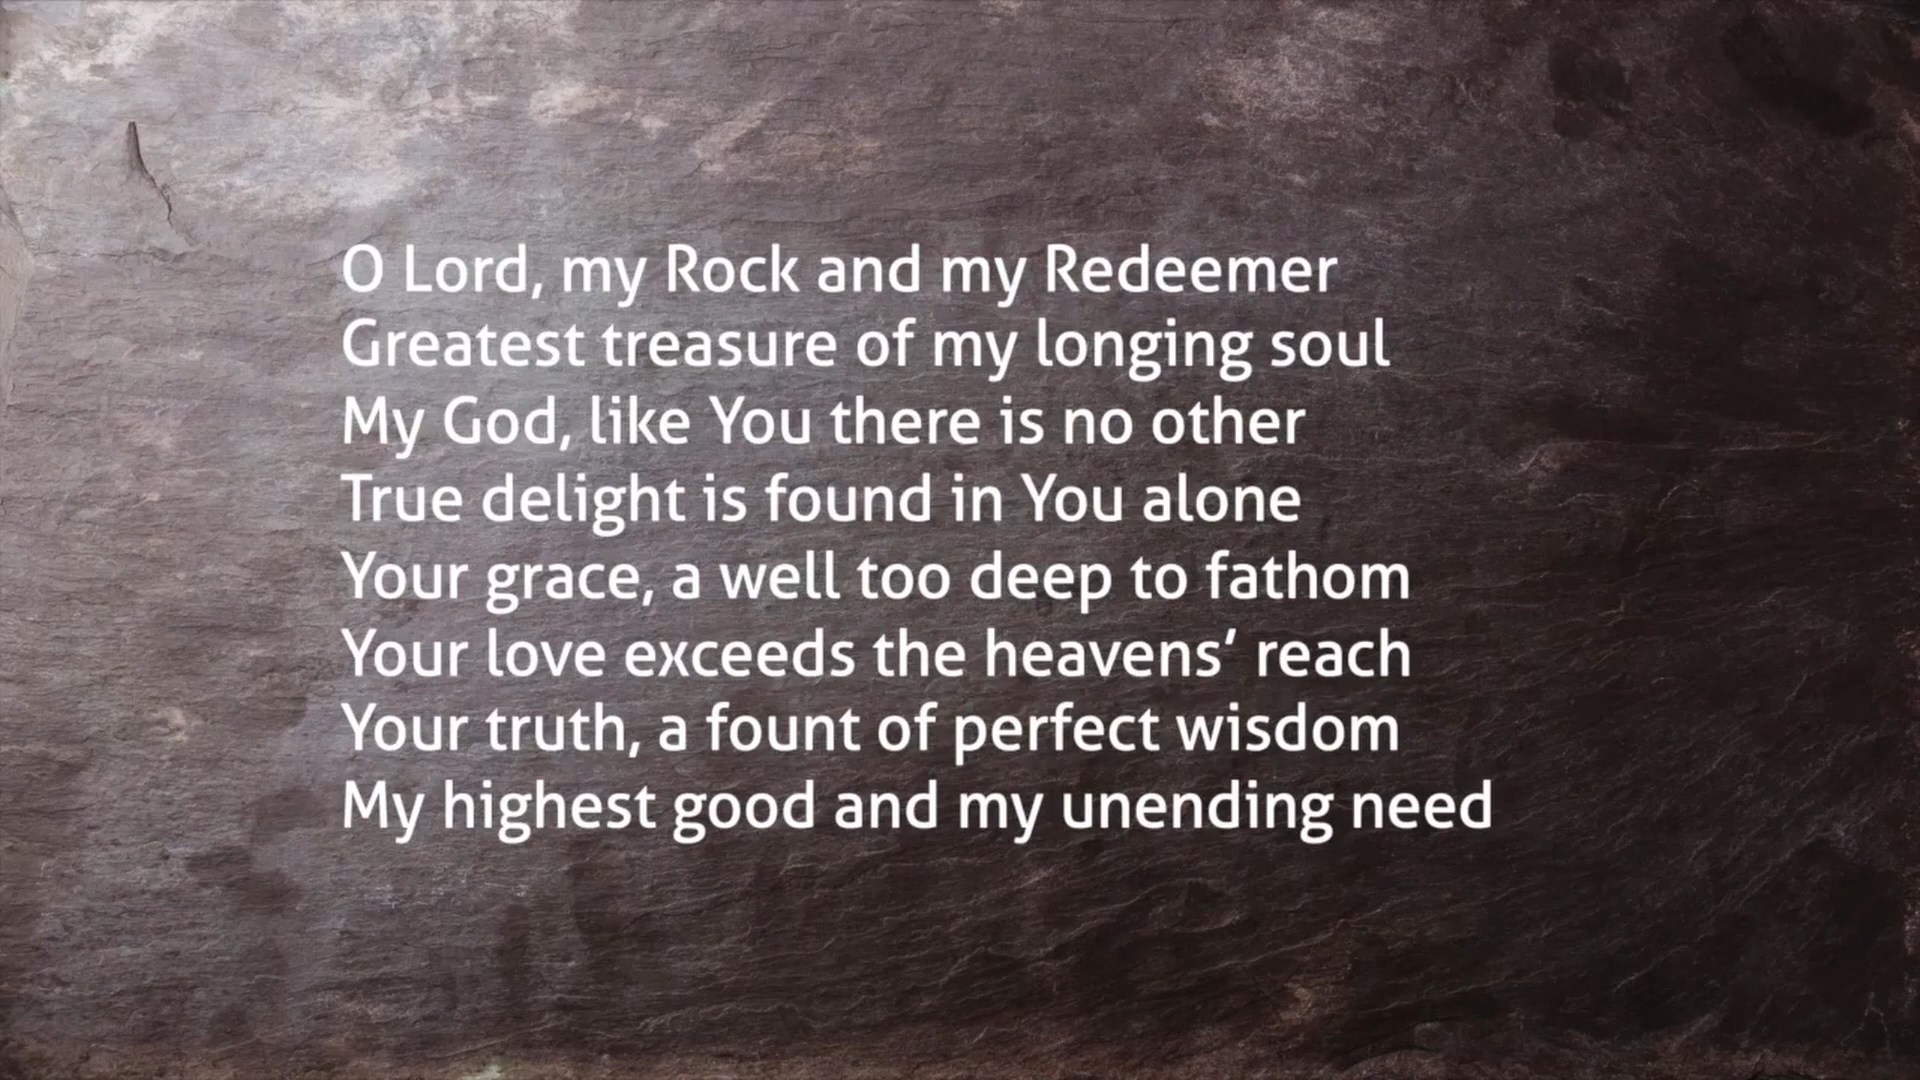 O Lord, my Rock and my Redeemer
Greatest treasure of my longing soul
My God, like You there is no other
True delight is found in You alone
Your grace, a well too deep to fathom
Your love exceeds the heavens’ reach
Your truth, a fount of perfect wisdom
My highest good and my unending need